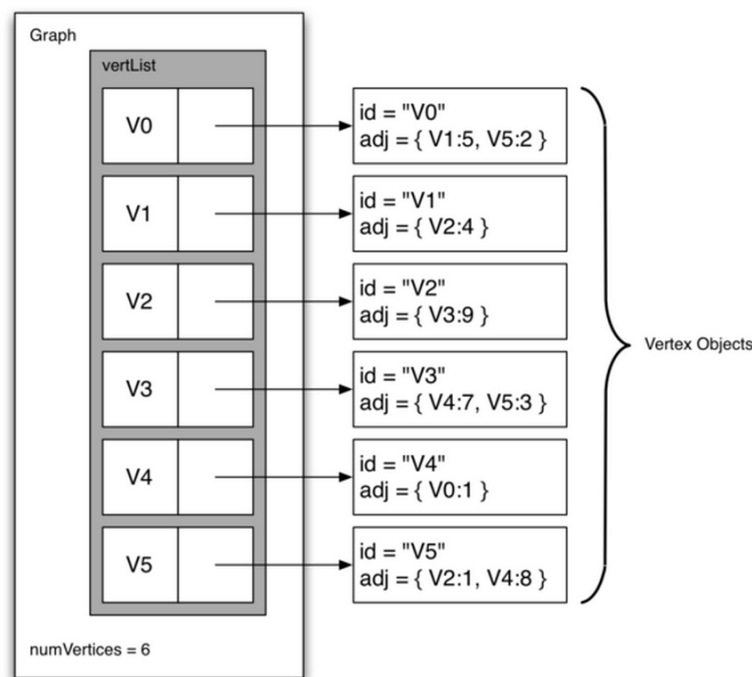 Graph
vertList
V0
id = "V0"
adj = { V1:5, V5:2 }
V1
id = "V1"
adj = { V2:4 }
V2
id = "V2"
adj = { V3:9 }
Vertex Objects
V3
id = "V3"
adj = { V4:7, V5:3 }
V4
id = "V4"
adj = { V0:1 }
V5
id = "V5"
adj = { V2:1, V4:8 }
numVertices = 6